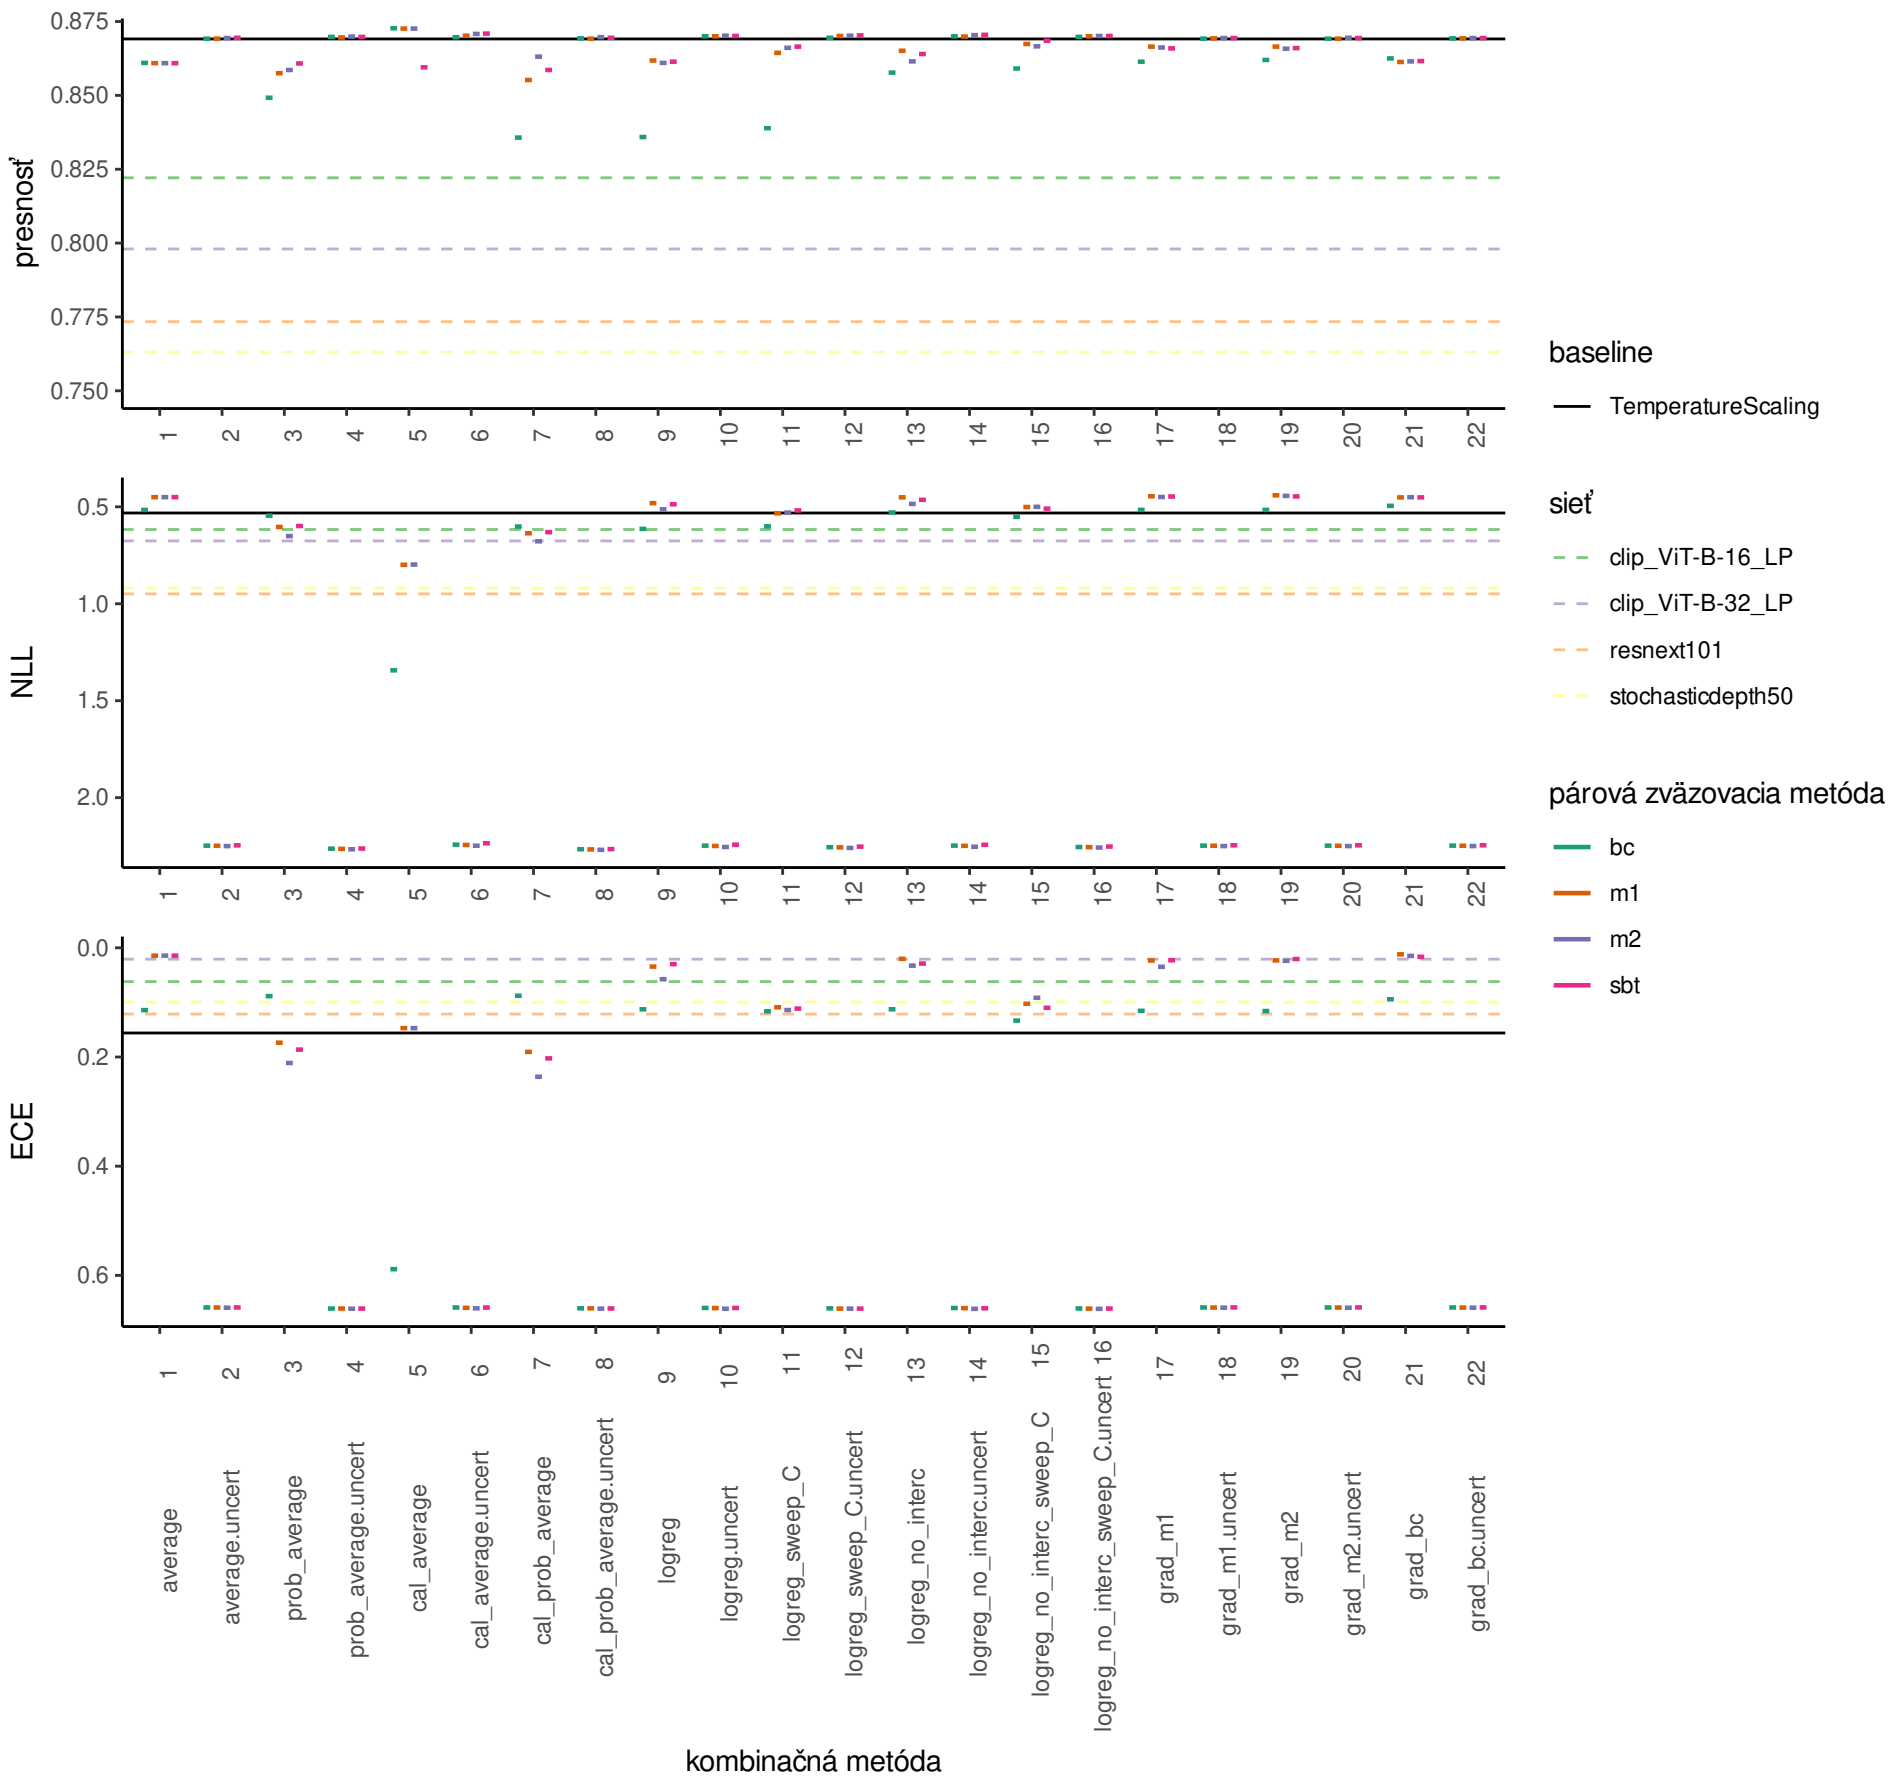 0.875
0.850
0.825
0.800
0.775
0.750
presnosť
1 2 3 4 5 6 7 8 9 10 11 12 13 14 15 16 17 18 19 20 21 22
0.5
1.0
1.5
2.0
NLL
1 2 3 4 5 6 7 8 9 10 11 12 13 14 15 16 17 18 19 20 21 22
0.0
0.2
0.4
0.6
ECE
average 1
average.uncert 2
prob_average 3
prob_average.uncert 4
cal_average 5
cal_average.uncert 6
cal_prob_average 7
cal_prob_average.uncert 8
logreg 9
logreg.uncert 10
logreg_sweep_C 11
logreg_sweep_C.uncert 12
logreg_no_interc 13
logreg_no_interc.uncert 14
logreg_no_interc_sweep_C 15
logreg_no_interc_sweep_C.uncert 16
grad_m1 17
grad_m1.uncert 18
grad_m2 19
grad_m2.uncert 20
grad_bc 21
grad_bc.uncert 22
kombinačná metóda
baseline
TemperatureScaling
sieť
clip_ViT-B-16_LP
clip_ViT-B-32_LP
resnext101
stochasticdepth50
párová zväzovacia metóda
bc
m1
m2
sbt